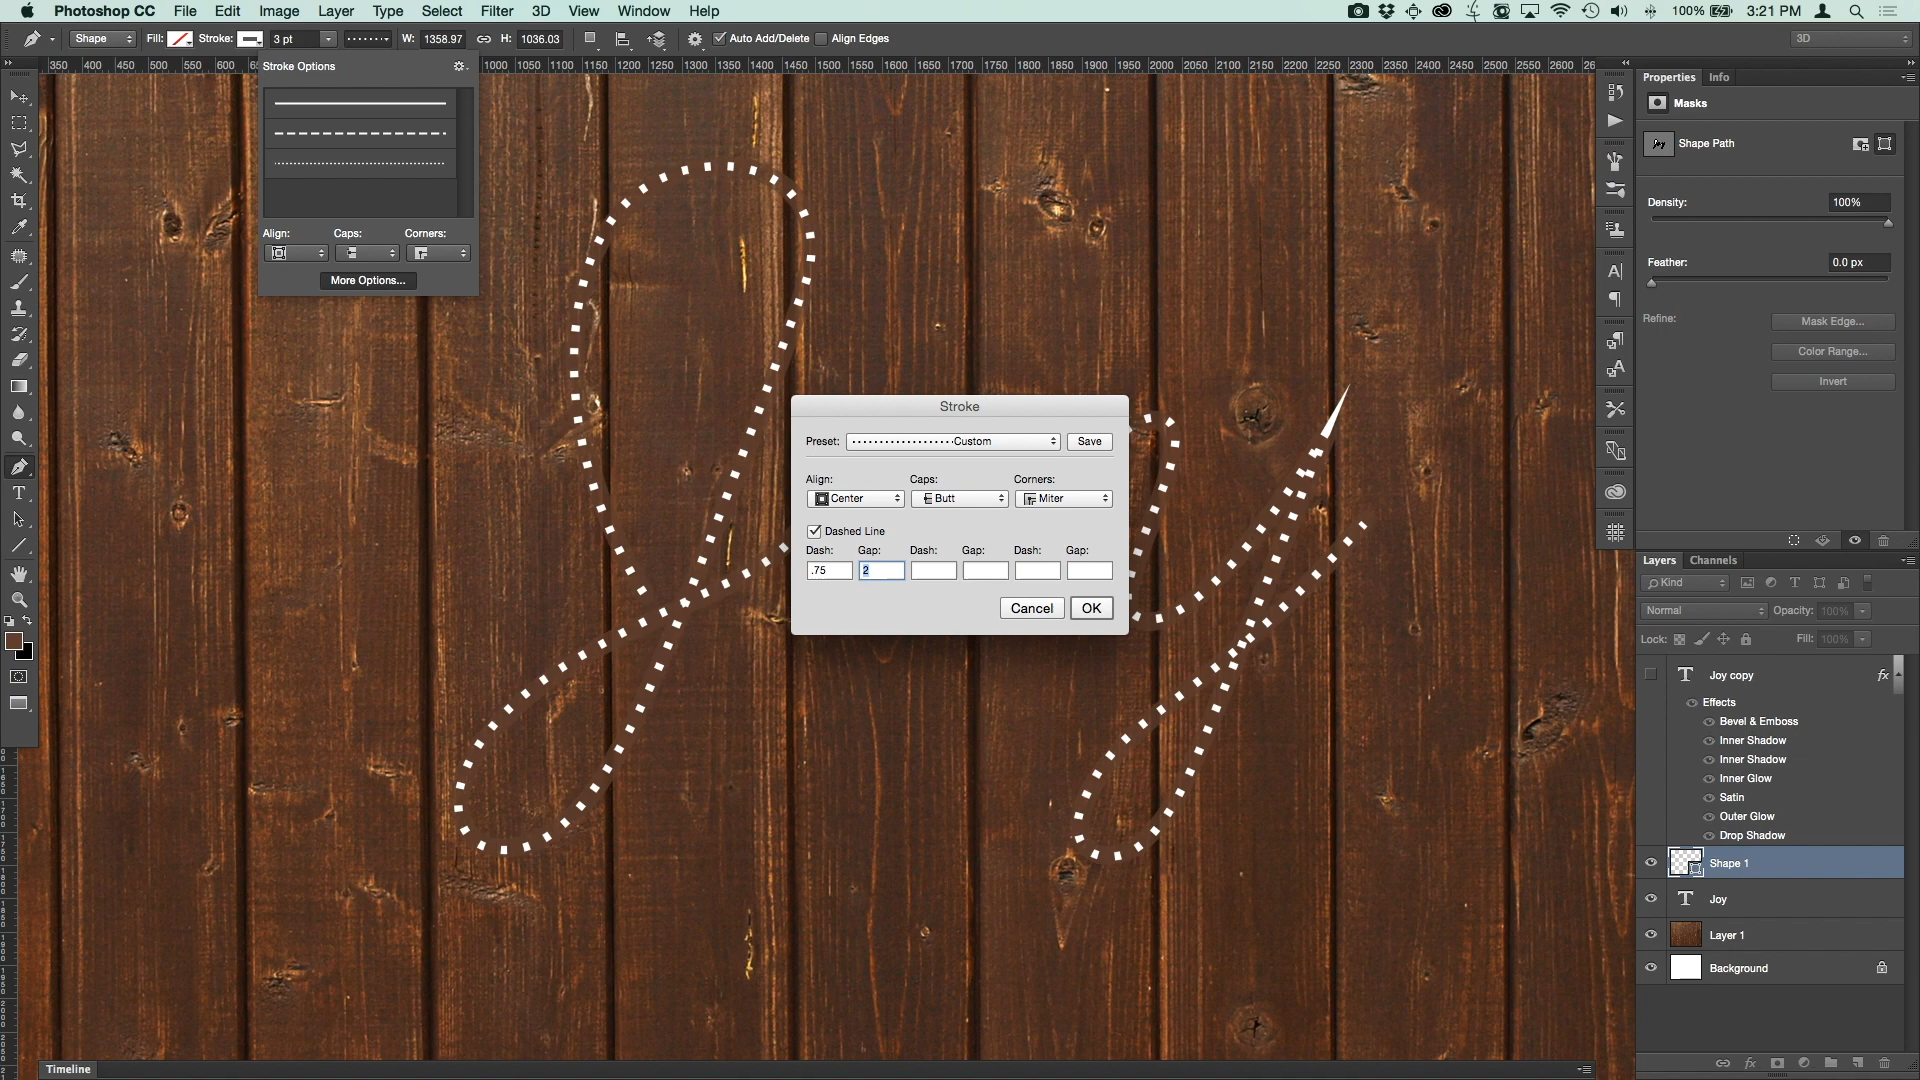 Photoshop CC File Edit Image Layer Type Select Filter 3D View Window Help 100% 3:21 PM
Shape Fill: Stroke: 3 pt W: 1358.97 H: 1036.03 Auto Add/Delete Align Edges 3D
350 400 450 500 550 600 1000 1050 1100 1150 1200 1250 1300 1350 1400 1450 1500 1550 1600 1650 1700 1750 1800 1850 1900 1950 2000 2050 2100 2150 2200 2250 2300 2350 2400 2450 2500 2550
Stroke Options
Align: Caps: Corners:
More Options...
Stroke
Preset: Custom Save
Align: Caps: Corners:
Center Butt Miter
Dashed Line
Dash: Gap: Dash: Gap: Dash: Gap:
.75 2
Cancel OK
Properties Info
Masks
Shape Path
Density: 100%
Feather: 0.0 px
Refine: Mask Edge...
Color Range...
Invert
Layers Channels
Kind
Normal Opacity: 100%
Lock: Fill: 100%
Joy copy fx
Effects
Bevel & Emboss
Inner Shadow
Inner Shadow
Inner Glow
Satin
Outer Glow
Drop Shadow
Shape 1
Joy
Layer 1
Background
Timeline